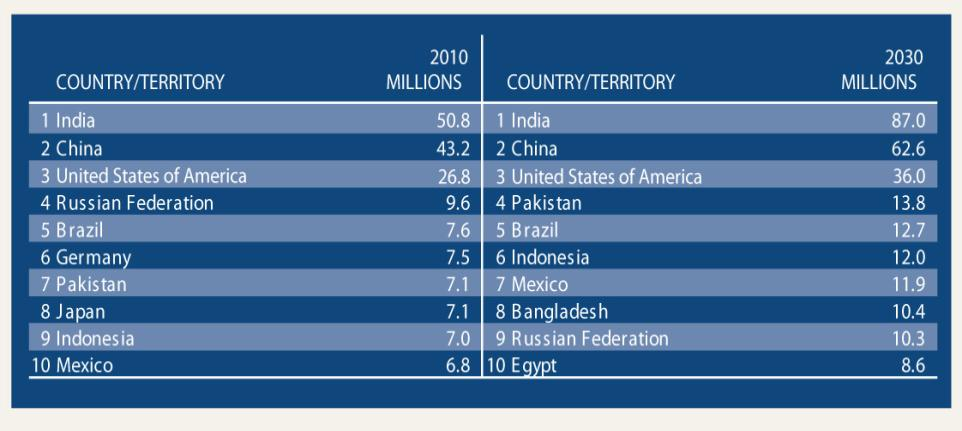 2010 2030
COUNTRY/TERRITORY MILLIONS COUNTRY/TERRITORY MILLIONS
1 India 50.8 1 India 87.0
2 China 43.2 2 China 62.6
3 United States of America 26.8 3 United States of America 36.0
4 Russian Federation 9.6 4 Pakistan 13.8
5 Brazil 7.6 5 Brazil 12.7
6 Germany 7.5 6 Indonesia 12.0
7 Pakistan 7.1 7 Mexico 11.9
8 Japan 7.1 8 Bangladesh 10.4
9 Indonesia 7.0 9 Russian Federation 10.3
10 Mexico 6.8 10 Egypt 8.6